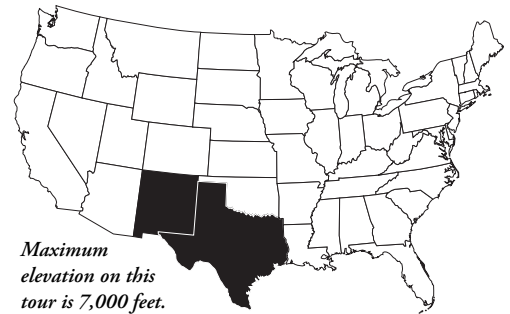 Maximum
elevation on this
tour is 7,000 feet.